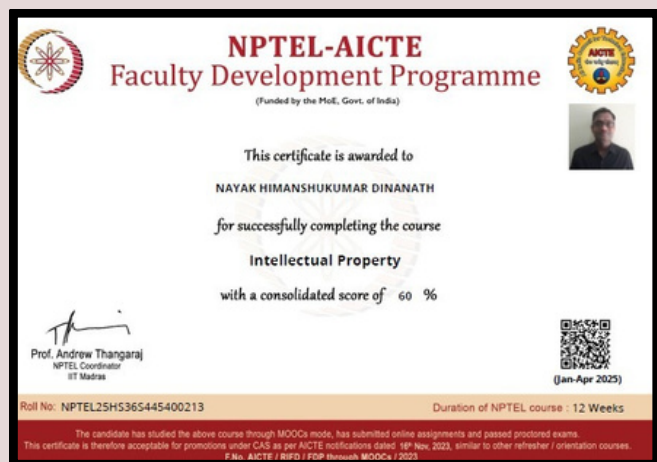 NPTEL-AICTE
Faculty Development Programme
(Funded by the MoE, Govt. of India)
AICTE
This certificate is awarded to
NAYAK HIMANSHUKUMAR DINANATH
for successfully completing the course
Intellectual Property
with a consolidated score of 60 %
Prof. Andrew Thangaraj
NPTEL Coordinator
IIT Madras
(Jan-Apr 2025)
Roll No: NPTEL25HS36S445400213
Duration of NPTEL course : 12 Weeks
The candidate has studied the above course through MOOCs mode, has submitted online assignments and passed proctored exams.
This certificate is therefore acceptable for promotions under CAS as per AICTE notifications dated 16th Nov, 2023, similar to other refresher / orientation courses.
F.No. AICTE / RIFD / FDP through MOOCs / 2023